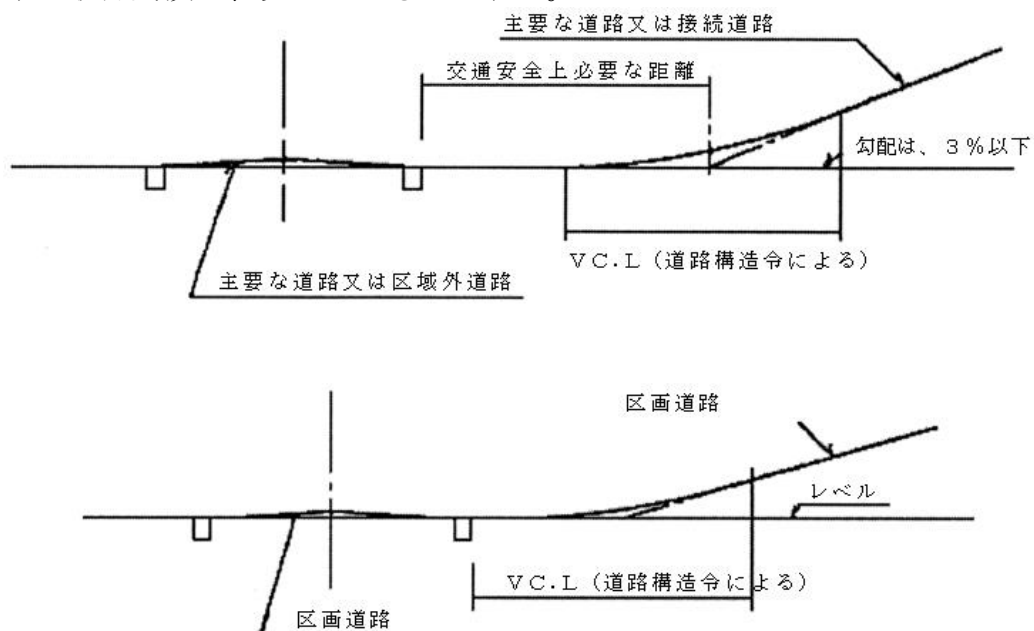 主要な道路又は接続道路
交通安全上必要な距離
勾配は、３％以下
ＶＣ.Ｌ（道路構造令による）
主要な道路又は区域外道路
区画道路
レベル
ＶＣ.Ｌ（道路構造令による）
区画道路